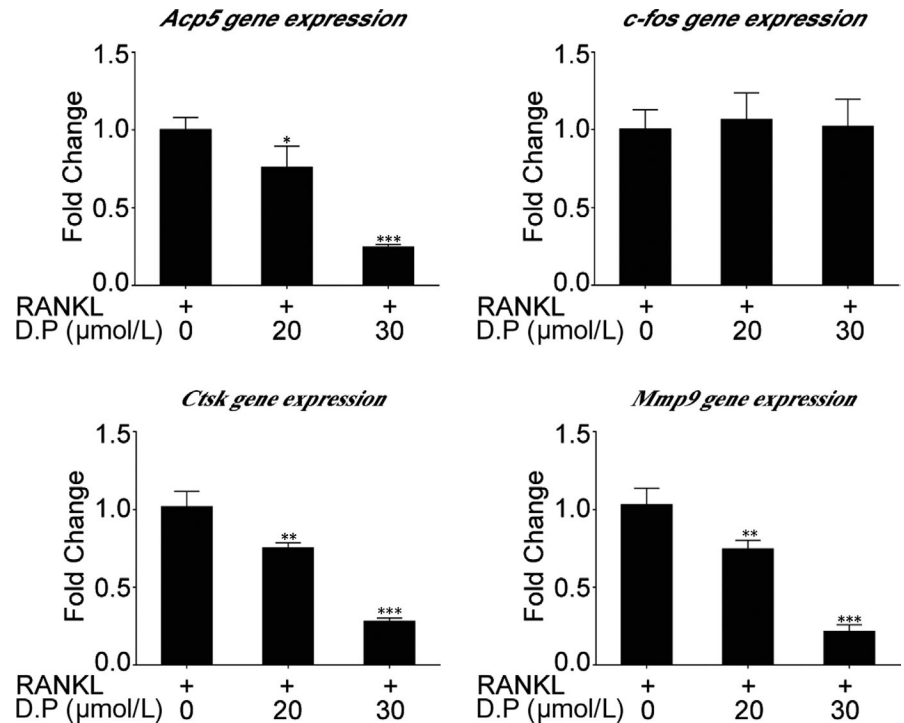 Acp5 gene expression
1.5
1.0
0.5
0.0
Fold Change
*
***
RANKL + + +
D.P (μmol/L) 0 20 30
c-fos gene expression
1.5
1.0
0.5
0.0
Fold Change
RANKL + + +
D.P (μmol/L) 0 20 30
Ctsk gene expression
1.5
1.0
0.5
0.0
Fold Change
**
***
RANKL + + +
D.P (μmol/L) 0 20 30
Mmp9 gene expression
1.5
1.0
0.5
0.0
Fold Change
**
***
RANKL + + +
D.P (μmol/L) 0 20 30